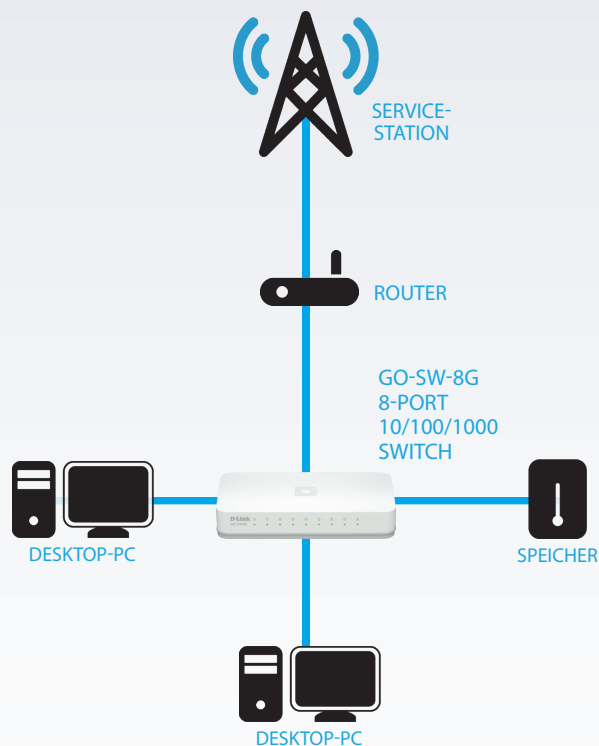 SERVICE-
STATION
ROUTER
GO-SW-8G
8-PORT
10/100/1000
SWITCH
D-Link
DESKTOP-PC
SPEICHER
DESKTOP-PC